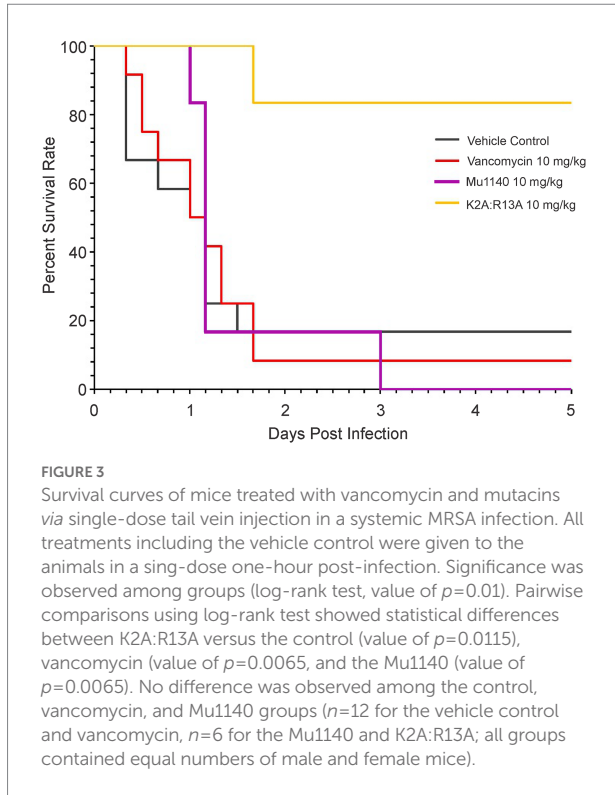 100
80
60
40
20
0
Percent Survival Rate
0 1 2 3 4 5
Days Post Infection
Vehicle Control
Vancomycin 10 mg/kg
Mu1140 10 mg/kg
K2A:R13A 10 mg/kg
FIGURE 3
Survival curves of mice treated with vancomycin and mutacins
via single-dose tail vein injection in a systemic MRSA infection. All
treatments including the vehicle control were given to the
animals in a sing-dose one-hour post-infection. Significance was
observed among groups (log-rank test, value of p=0.01). Pairwise
comparisons using log-rank test showed statistical differences
between K2A:R13A versus the control (value of p=0.0115),
vancomycin (value of p=0.0065, and the Mu1140 (value of
p=0.0065). No difference was observed among the control,
vancomycin, and Mu1140 groups (n=12 for the vehicle control
and vancomycin, n=6 for the Mu1140 and K2A:R13A; all groups
contained equal numbers of male and female mice).